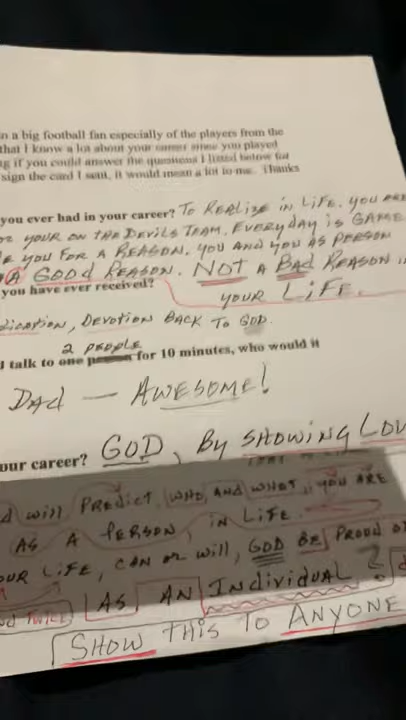 n a big football fan especially of the players from the
that I know a lot about your career since you played
g if you could answer the questions I listed below for
sign the card I sent, it would mean a lot to me. Thanks
you ever had in your career? TO REALIZE IN LIFE. YOU ARE
OR YOUR ON THE DEVILS TEAM. EVERYDAY IS GAME
E YOU FOR A REASON. YOU AND YOU AS PERSON
A GOOD REASON. NOT A BAD REASON I
you have ever received? YOUR LIFE.
DICATION, DEVOTION BACK TO GOD.
2 PEOPLE
d talk to one for 10 minutes, who would it
DAD — AWESOME!
our career? GOD, BY SHOWING LOV
d WILL PREDICT, WHO, AND WHAT, YOU ARE
AS A PERSON, IN LIFE.
OUR LIFE, CAN OR WILL, GOD BE PROUD O
AS AN INDIVIDUAL?
SHOW THIS TO ANYONE